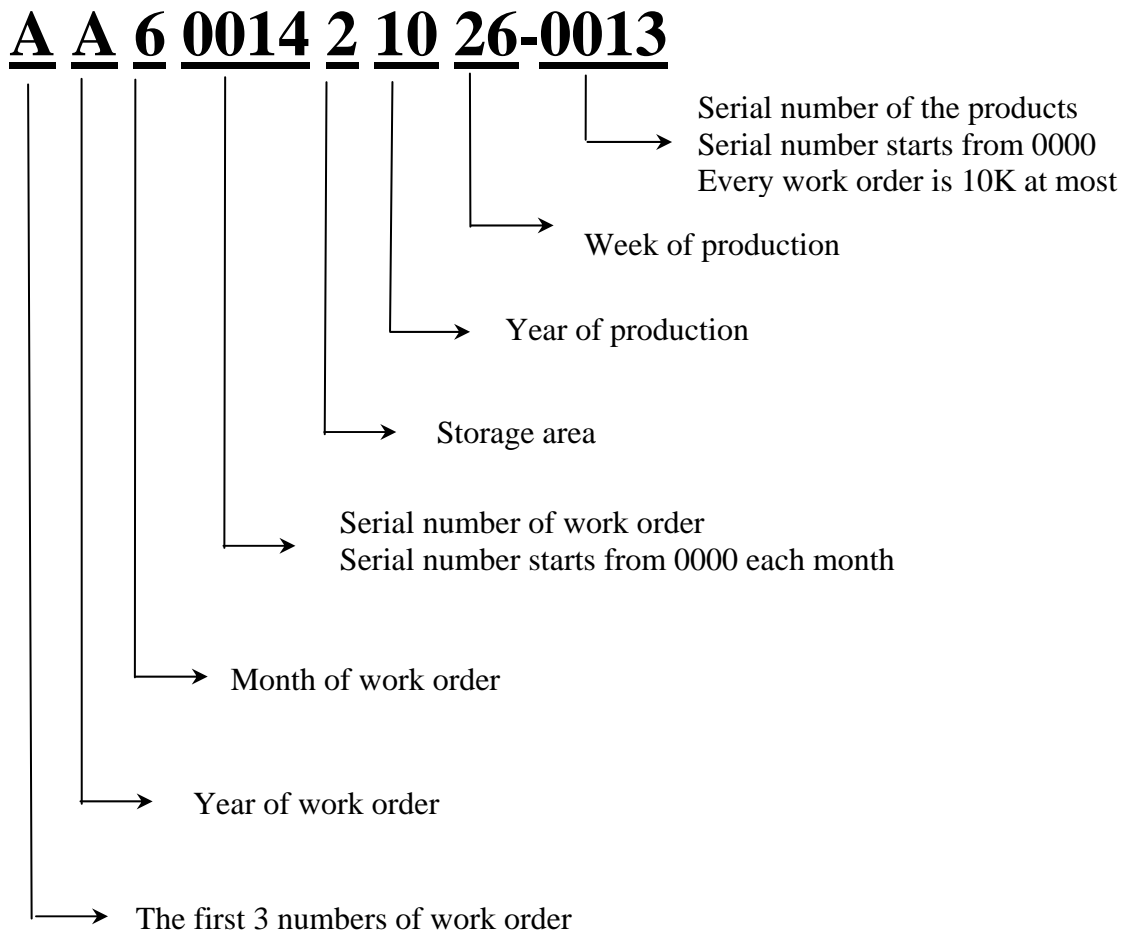 A A 6 0014 2 10 26-0013
Serial number of the products
Serial number starts from 0000
Every work order is 10K at most
Week of production
Year of production
Storage area
Serial number of work order
Serial number starts from 0000 each month
Month of work order
Year of work order
The first 3 numbers of work order